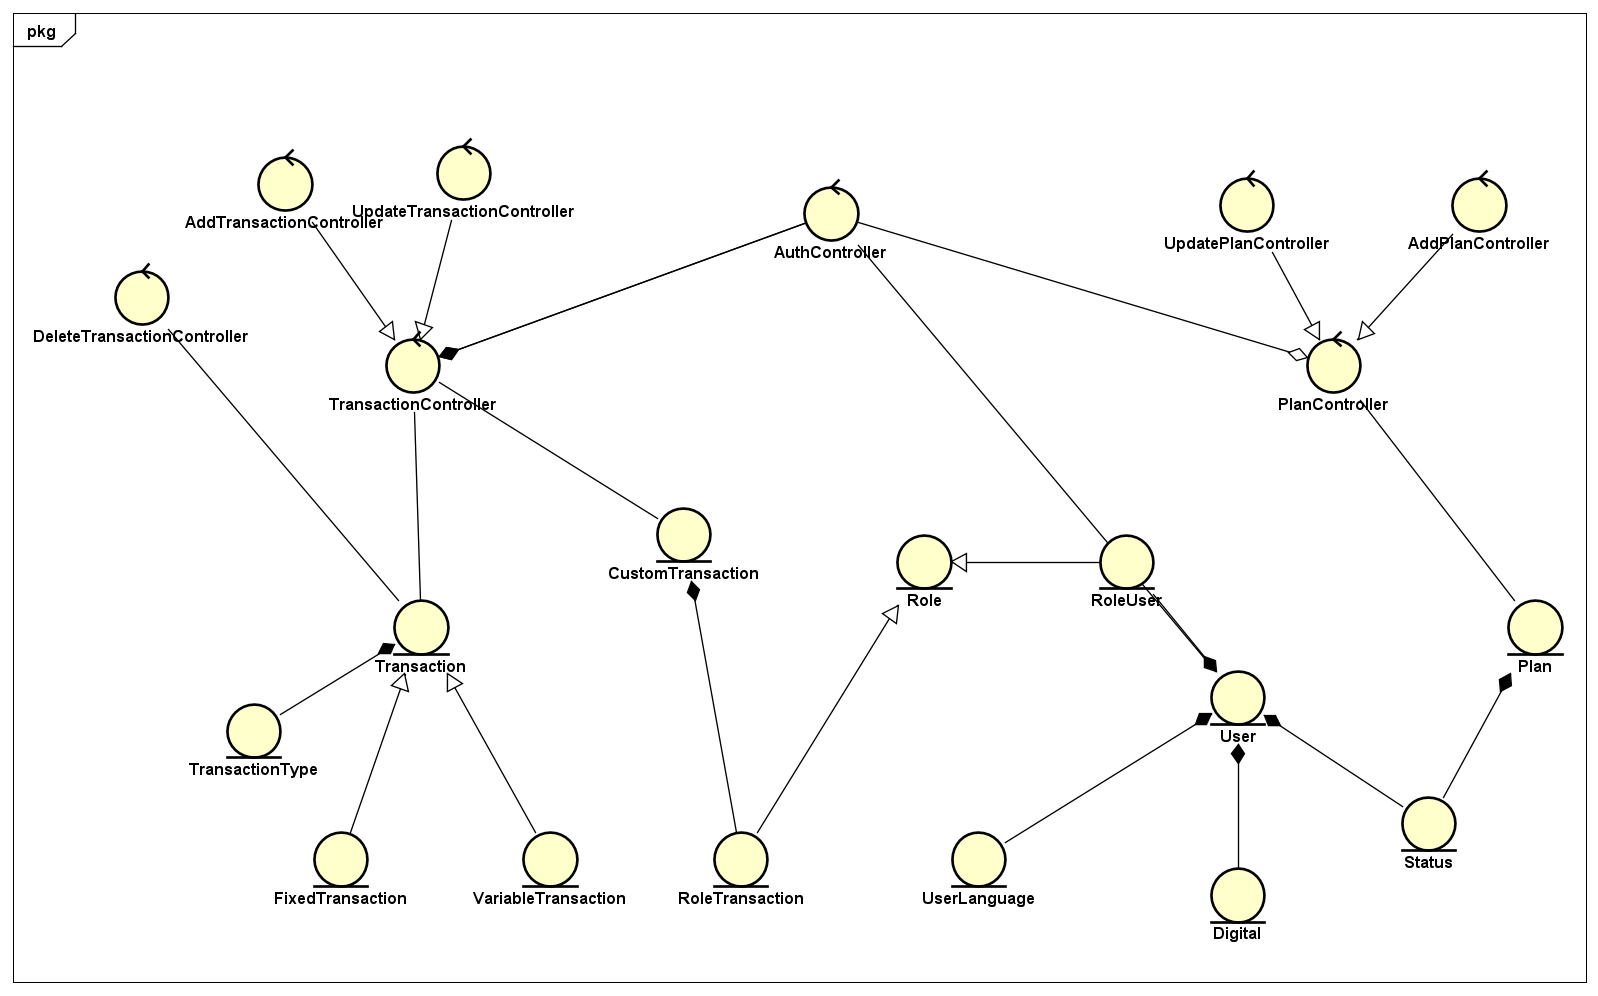 pkg
AddTransactionController
UpdateTransactionController
AuthController
UpdatePlanController
AddPlanController
DeleteTransactionController
TransactionController
PlanController
CustomTransaction
Role
RoleUser
Transaction
Plan
User
TransactionType
Status
FixedTransaction
VariableTransaction
RoleTransaction
UserLanguage
Digital